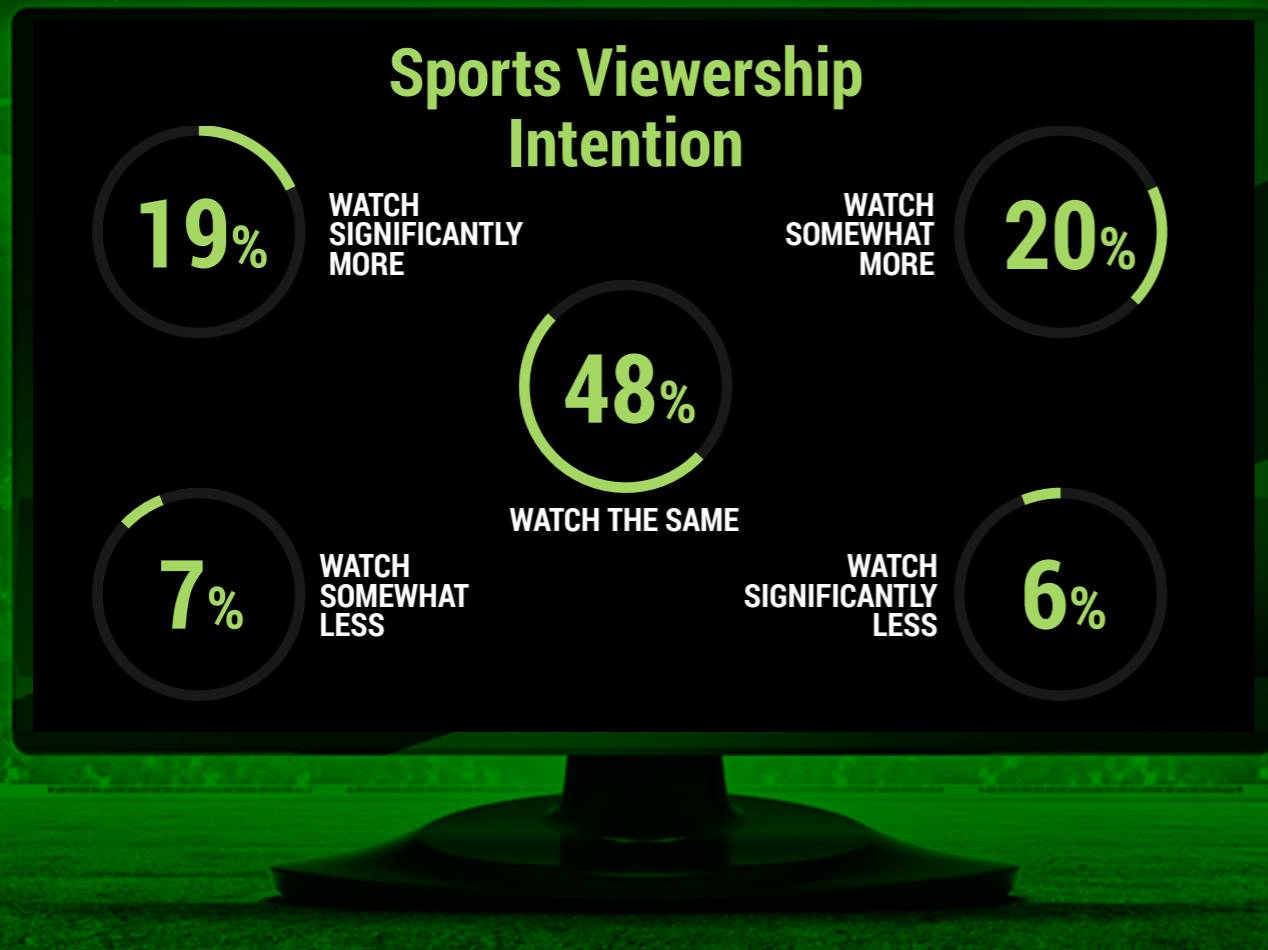 Sports Viewership
Intention
19%
WATCH
SIGNIFICANTLY
MORE
WATCH
SOMEWHAT
MORE
20%
48%
WATCH THE SAME
7%
WATCH
SOMEWHAT
LESS
WATCH
SIGNIFICANTLY
LESS
6%